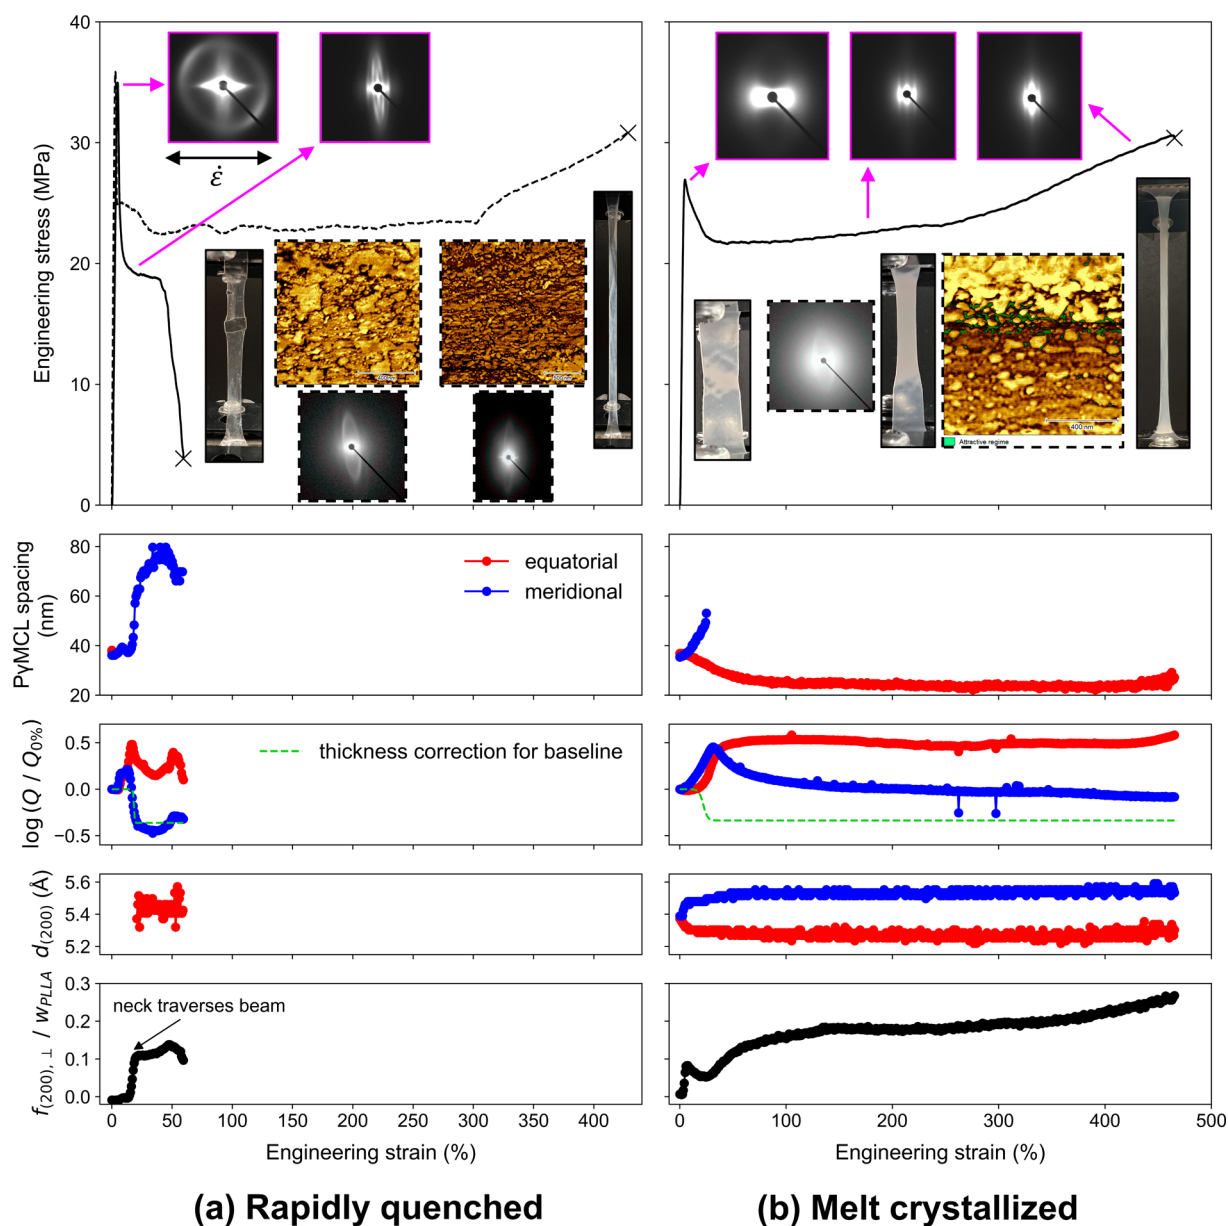 40
30
20
10
0
Engineering stress (MPa)
ε̇
400 nm
500 nm
400 nm
Attractive regime
80
60
40
20
PγMCL spacing
(nm)
equatorial
meridional
0.5
0.0
−0.5
log (Q / Q0%)
thickness correction for baseline
5.6
5.4
5.2
d(200) (Å)
0.3
0.2
0.1
0.0
f(200), ⊥ / wPLLA
neck traverses beam
0 50 100 150 200 250 300 350 400
Engineering strain (%)
0 100 200 300 400 500
Engineering strain (%)
(a) Rapidly quenched
(b) Melt crystallized